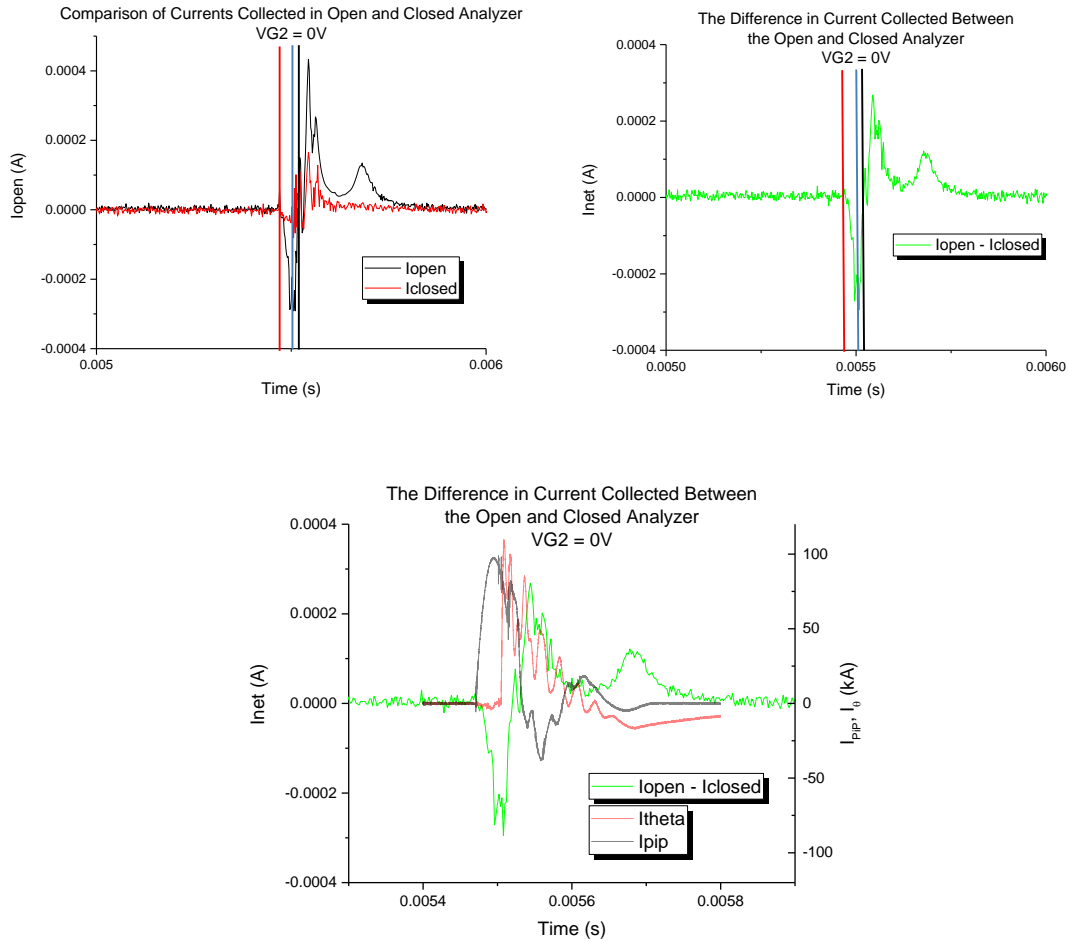 Comparison of Currents Collected in Open and Closed Analyzer
VG2 = 0V
0.0004
0.0002
0.0000
-0.0002
-0.0004
Iopen (A)
Iopen
Iclosed
0.005
0.006
Time (s)
The Difference in Current Collected Between
the Open and Closed Analyzer
VG2 = 0V
0.0004
0.0002
0.0000
-0.0002
-0.0004
Inet (A)
Iopen - Iclosed
0.0050
0.0055
0.0060
Time (s)
The Difference in Current Collected Between
the Open and Closed Analyzer
VG2 = 0V
0.0004
0.0002
0.0000
-0.0002
-0.0004
Inet (A)
100
50
0
-50
-100
I_PiP, I_θ (kA)
Iopen - Iclosed
Itheta
Ipip
0.0054
0.0056
0.0058
Time (s)